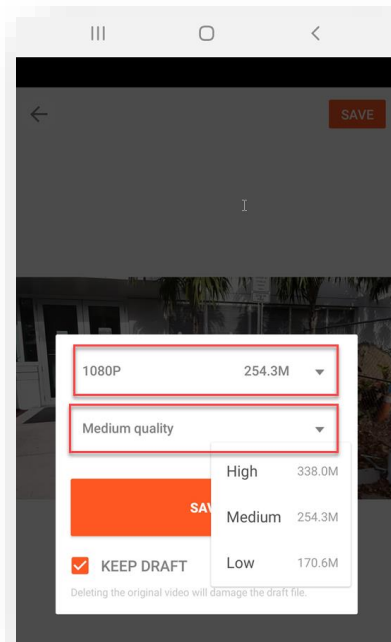 SAVE
1080P 254.3M
Medium quality
High 338.0M
SAV
Medium 254.3M
KEEP DRAFT
Low 170.6M
Deleting the original video will damage the draft file.